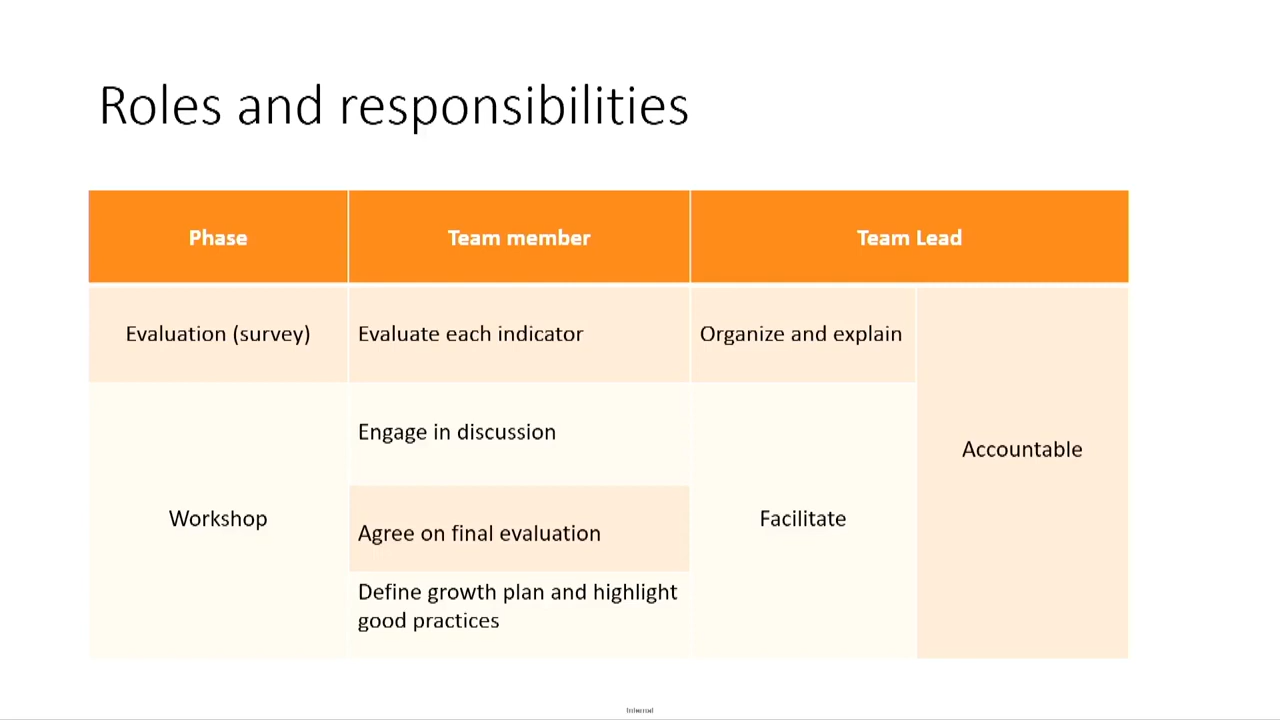 Roles and responsibilities
Phase
Team member
Team Lead
Evaluation (survey)
Evaluate each indicator
Organize and explain
Accountable
Workshop
Engage in discussion
Agree on final evaluation
Define growth plan and highlight
good practices
Facilitate
Internal